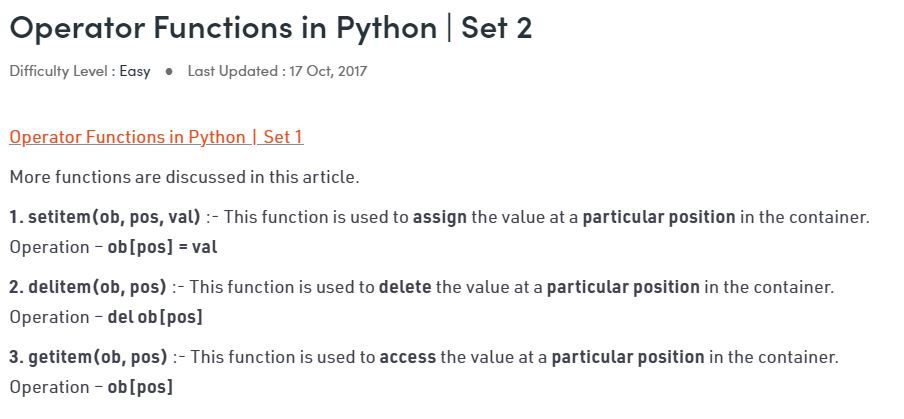 Operator Functions in Python | Set 2
Difficulty Level : Easy ● Last Updated : 17 Oct, 2017
Operator Functions in Python | Set 1
More functions are discussed in this article.
1. setitem(ob, pos, val) :- This function is used to assign the value at a particular position in the container.
Operation – ob[pos] = val
2. delitem(ob, pos) :- This function is used to delete the value at a particular position in the container.
Operation – del ob[pos]
3. getitem(ob, pos) :- This function is used to access the value at a particular position in the container.
Operation – ob[pos]